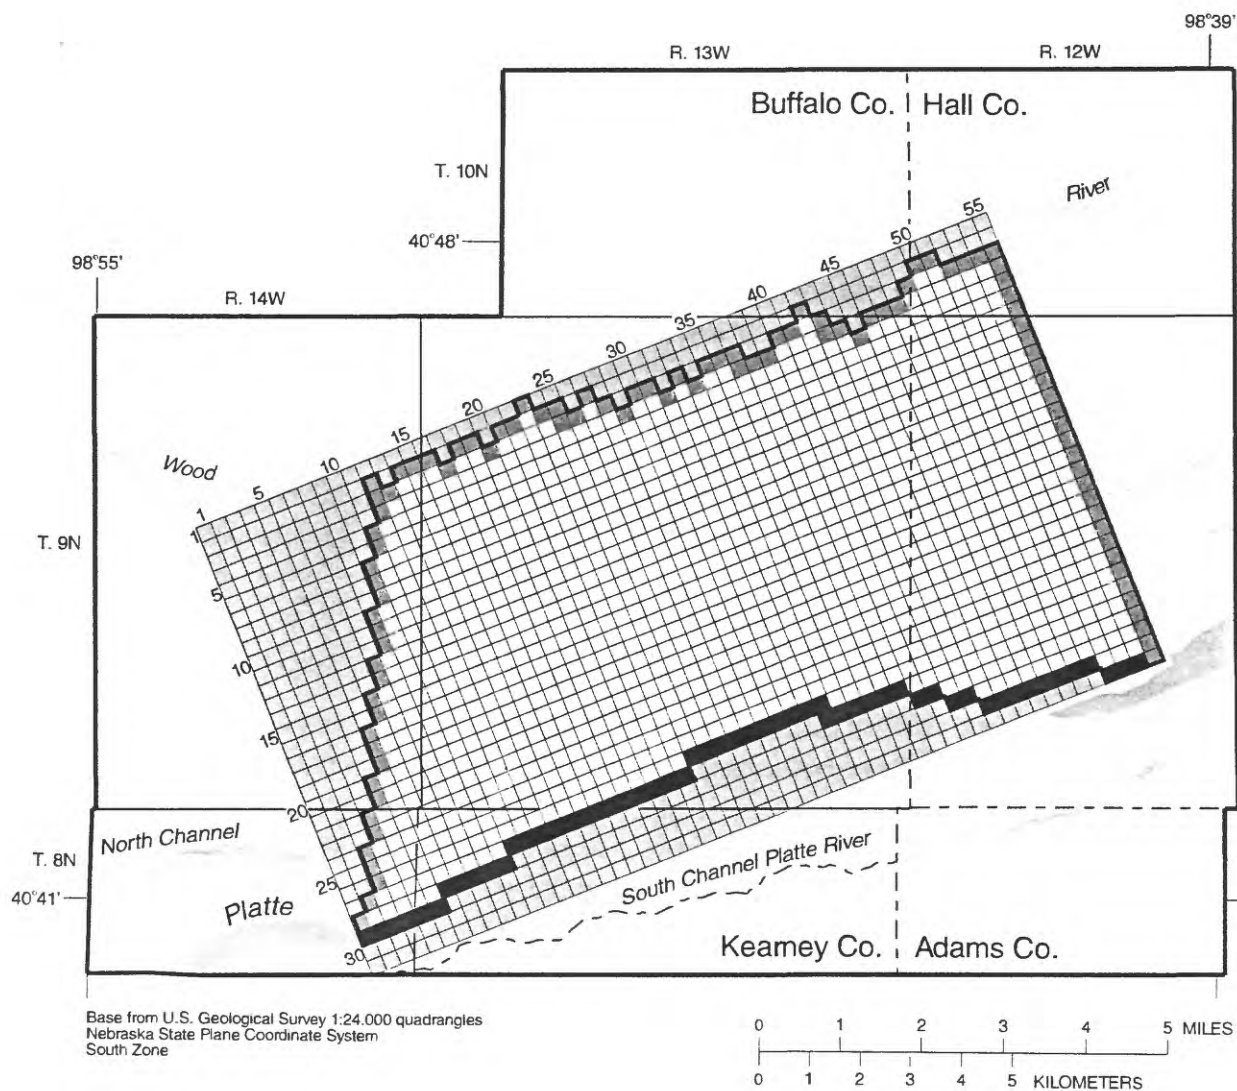 98°39'
R. 13W
R. 12W
Buffalo Co.
Hall Co.
T. 10N
River
40°48'
98°55'
R. 14W
55
50
45
40
35
30
25
20
15
10
5
1
Wood
1
5
10
15
20
25
30
T. 9N
North Channel
T. 8N
40°41'
Platte
South Channel Platte River
Kearney Co.
Adams Co.
Base from U.S. Geological Survey 1:24.000 quadrangles
Nebraska State Plane Coordinate System
South Zone
0 1 2 3 4 5 MILES
0 1 2 3 4 5 KILOMETERS